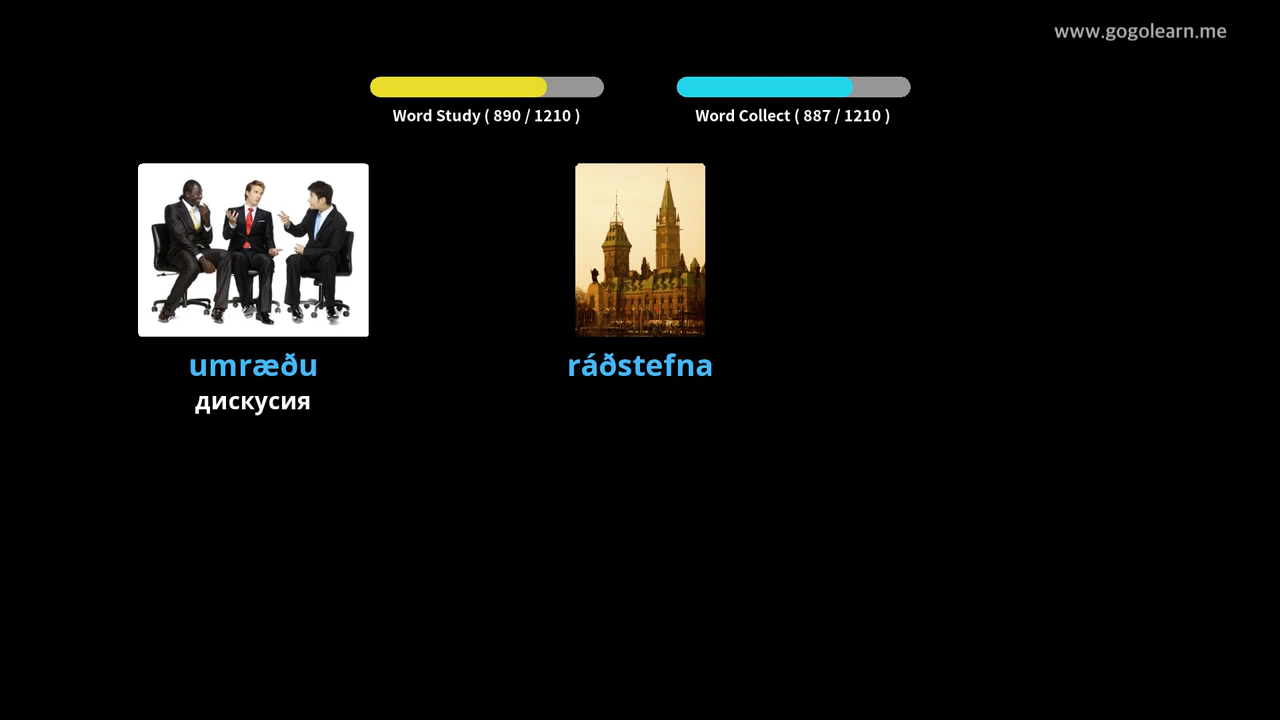 www.gogolearn.me
Word Study ( 890 / 1210 )
Word Collect ( 887 / 1210 )
umræðu
дискусия
ráðstefna